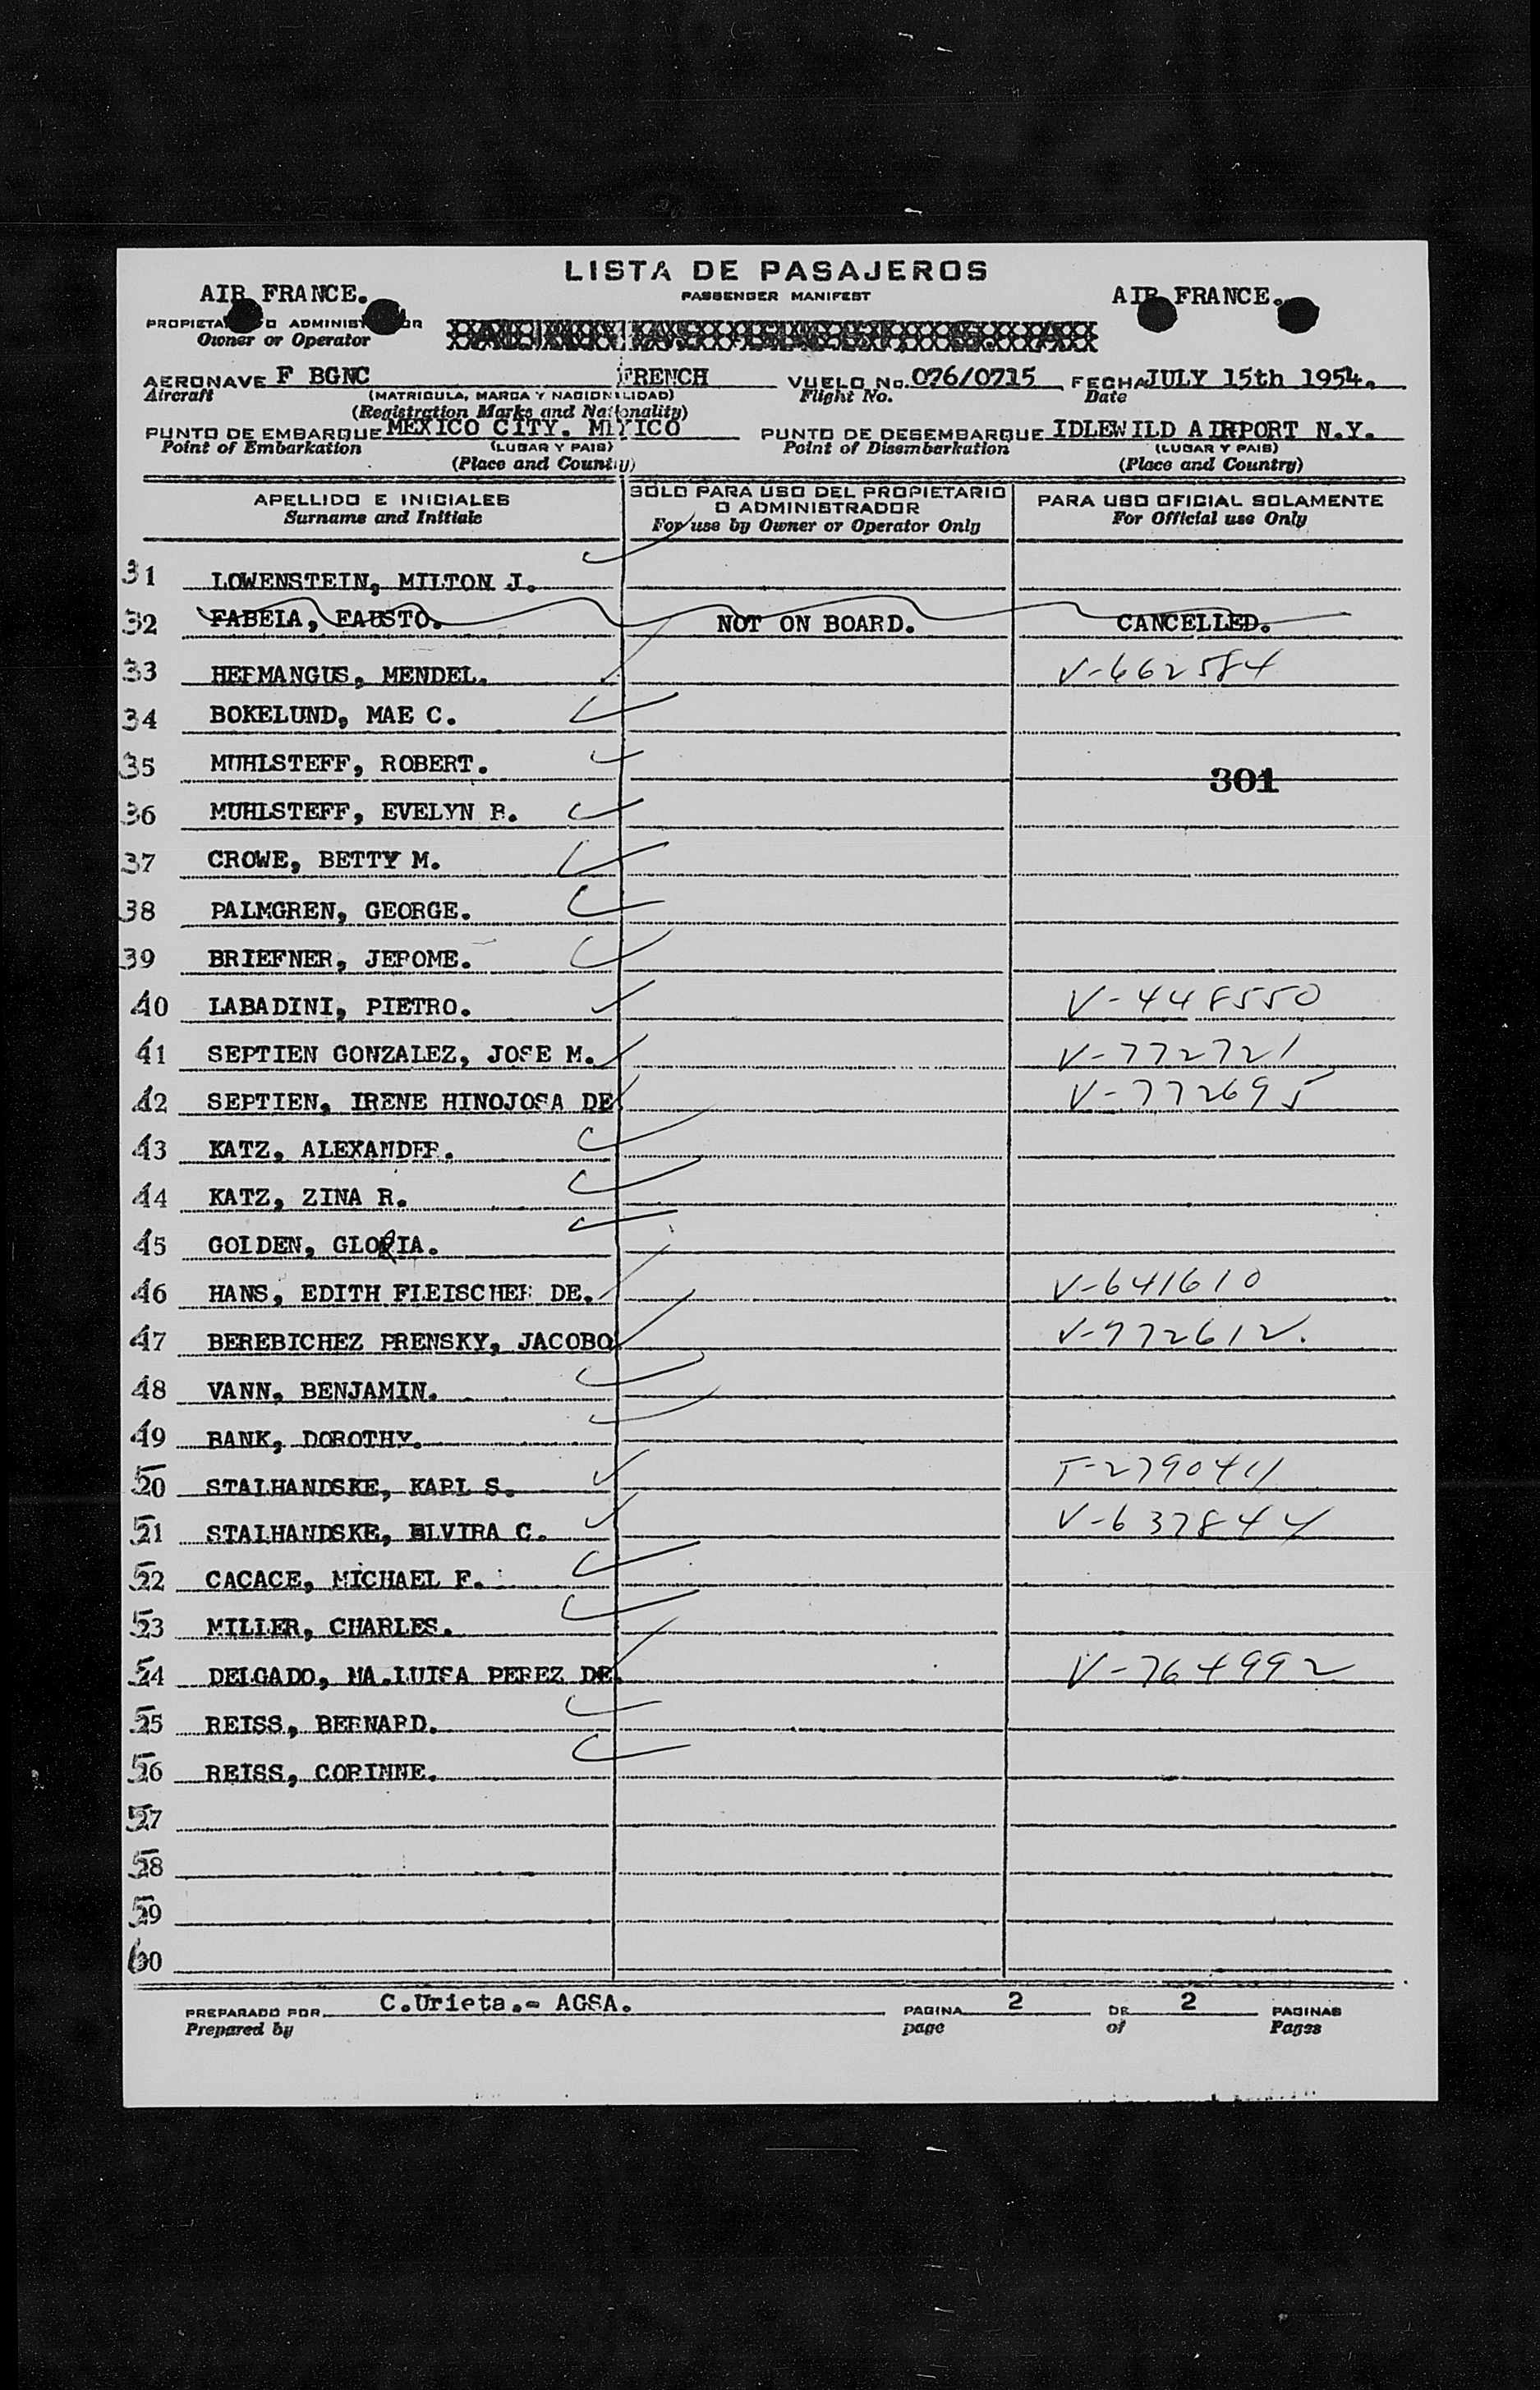 LISTA DE PASAJEROS
PASSENGER MANIFEST
AIR FRANCE.
AIR FRANCE.
Owner or Operator
AERONAVE F BGNC FRENCH VUELO No. 076/0715 FECHA JULY 15th 1954.
Aircraft (MATRICULA, MARCA Y NACIONALIDAD) Flight No. Date
(Registration Marks and Nationality)
PUNTO DE EMBARQUE MEXICO CITY. MEXICO PUNTO DE DESEMBARQUE IDLEWILD AIRPORT N.Y.
Point of Embarkation (LUGAR Y PAIS) Point of Disembarkation (LUGAR Y PAIS)
(Place and Country) (Place and Country)
APELLIDO E INICIALES
Surname and Initials
SOLO PARA USO DEL PROPIETARIO
O ADMINISTRADOR
For use by Owner or Operator Only
PARA USO OFICIAL SOLAMENTE
For Official use Only
31 LOWENSTEIN, MILTON J.
32 FABELA, FAUSTO. NOT ON BOARD. CANCELLED.
33 MENDEL. V-662584
34 BOKELUND, MAE C.
35 MUHLSTEFF, ROBERT.
301
36 MUHLSTEFF, EVELYN R.
37 CROWE, BETTY M.
38 PALMGREN, GEORGE.
39 BRIEFNER, JEROME.
40 LABADINI, PIETRO. V-448550
41 SEPTIEN GONZALEZ, JOSE M. V-772721
42 SEPTIEN, IRENE HINOJOSA DE V-772695
43 KATZ, ALEXANDER.
44 KATZ, ZINA R.
45 GOLDEN, GLORIA.
46 HANS, EDITH FLEISCHER DE. V-641610
47 BEREBICHEZ PRENSKY, JACOBO V-772612.
48 VANN, BENJAMIN.
49 BANK, DOROTHY.
50 STALHANDSKE, KARL S. T-2790411
51 STALHANDSKE, ELVIRA C. V-637844
52 CACACE, MICHAEL F.
53 MILLER, CHARLES.
54 DELGADO, MA.LUISA PEREZ DE. V-764992
55 REISS, BERNARD.
56 REISS, CORINNE.
57
58
59
60
PREPARADO POR C.Urieta.- AGSA. PAGINA 2 DE 2 PAGINAS
Prepared by page of Pages